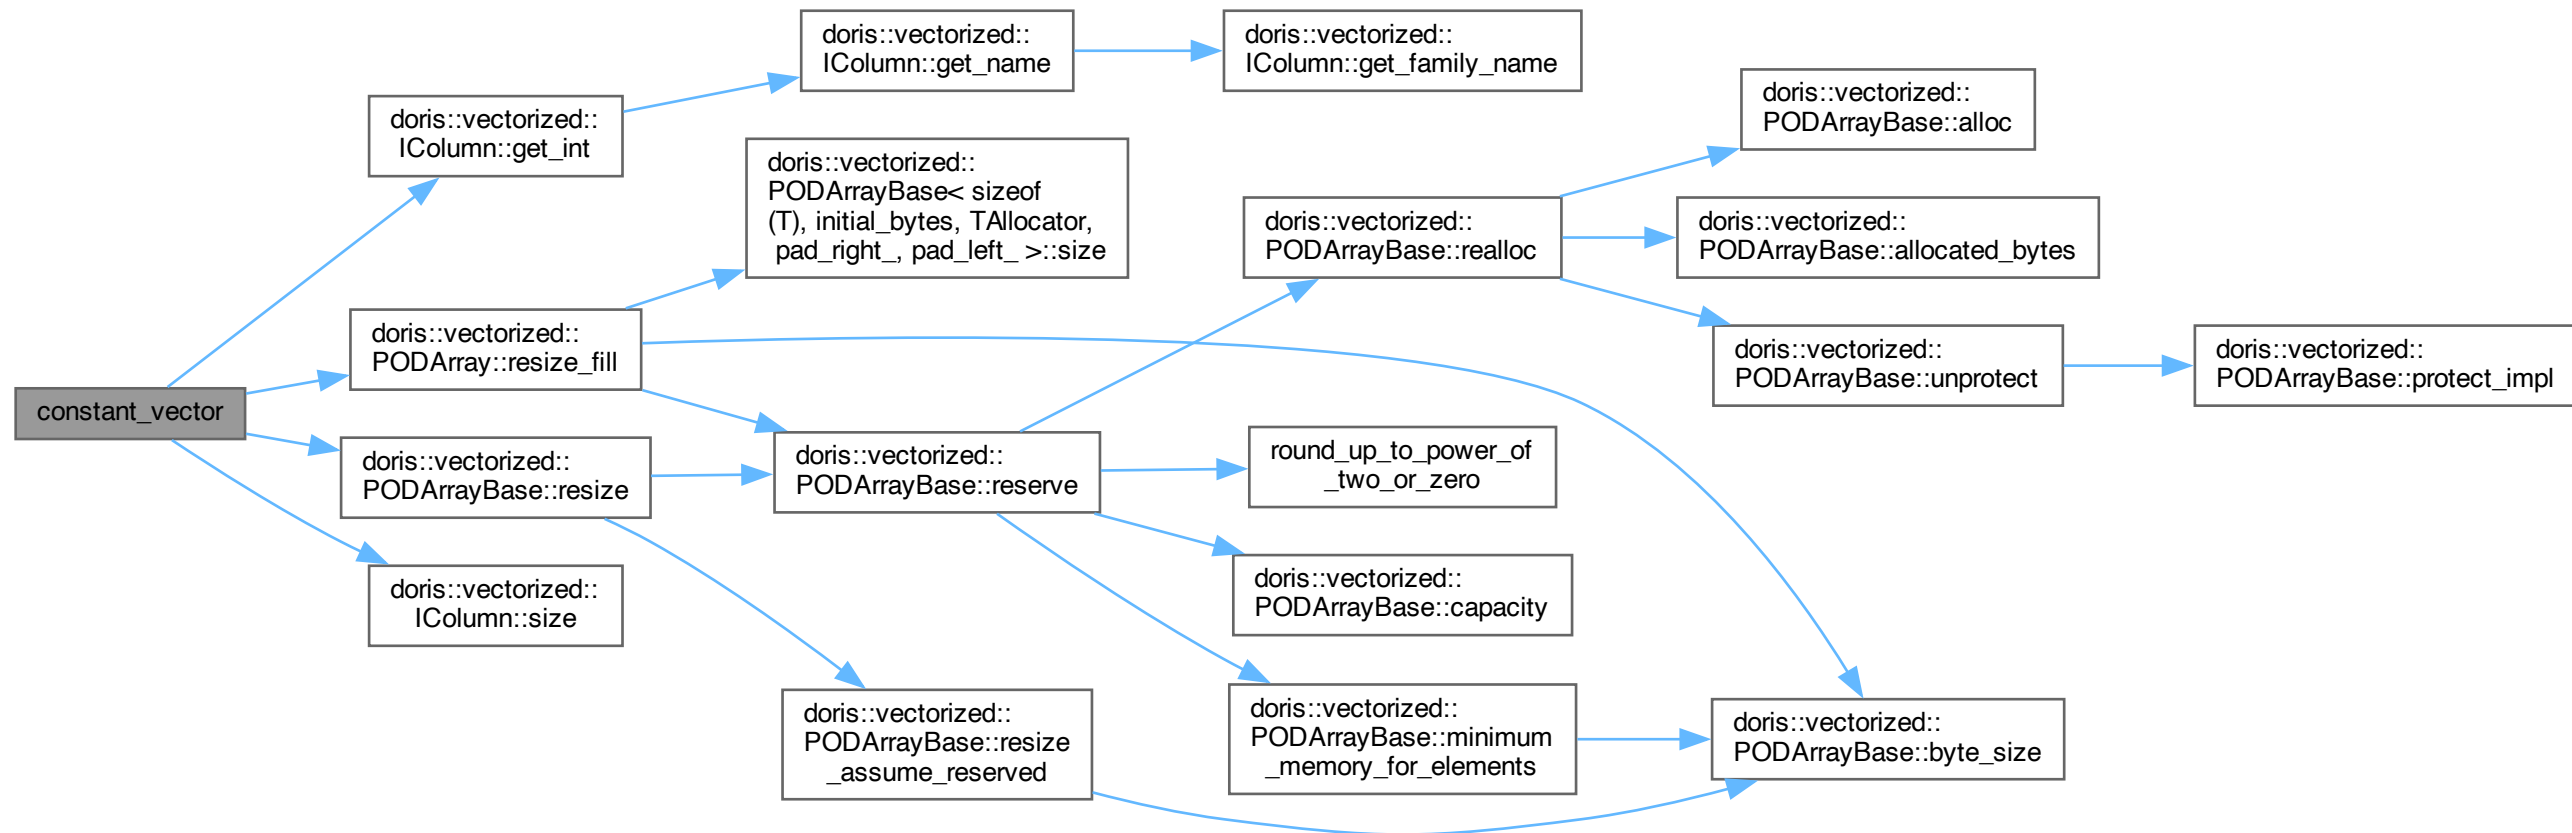 doris::vectorized::
IColumn::get_name
doris::vectorized::
IColumn::get_family_name
doris::vectorized::
IColumn::get_int
doris::vectorized::
PODArrayBase::alloc
doris::vectorized::
PODArrayBase< sizeof
(T), initial_bytes, TAllocator,
pad_right_, pad_left_ >::size
doris::vectorized::
PODArrayBase::realloc
doris::vectorized::
PODArrayBase::allocated_bytes
doris::vectorized::
PODArray::resize_fill
doris::vectorized::
PODArrayBase::unprotect
doris::vectorized::
PODArrayBase::protect_impl
constant_vector
doris::vectorized::
PODArrayBase::resize
doris::vectorized::
PODArrayBase::reserve
round_up_to_power_of
_two_or_zero
doris::vectorized::
IColumn::size
doris::vectorized::
PODArrayBase::capacity
doris::vectorized::
PODArrayBase::resize
_assume_reserved
doris::vectorized::
PODArrayBase::minimum
_memory_for_elements
doris::vectorized::
PODArrayBase::byte_size